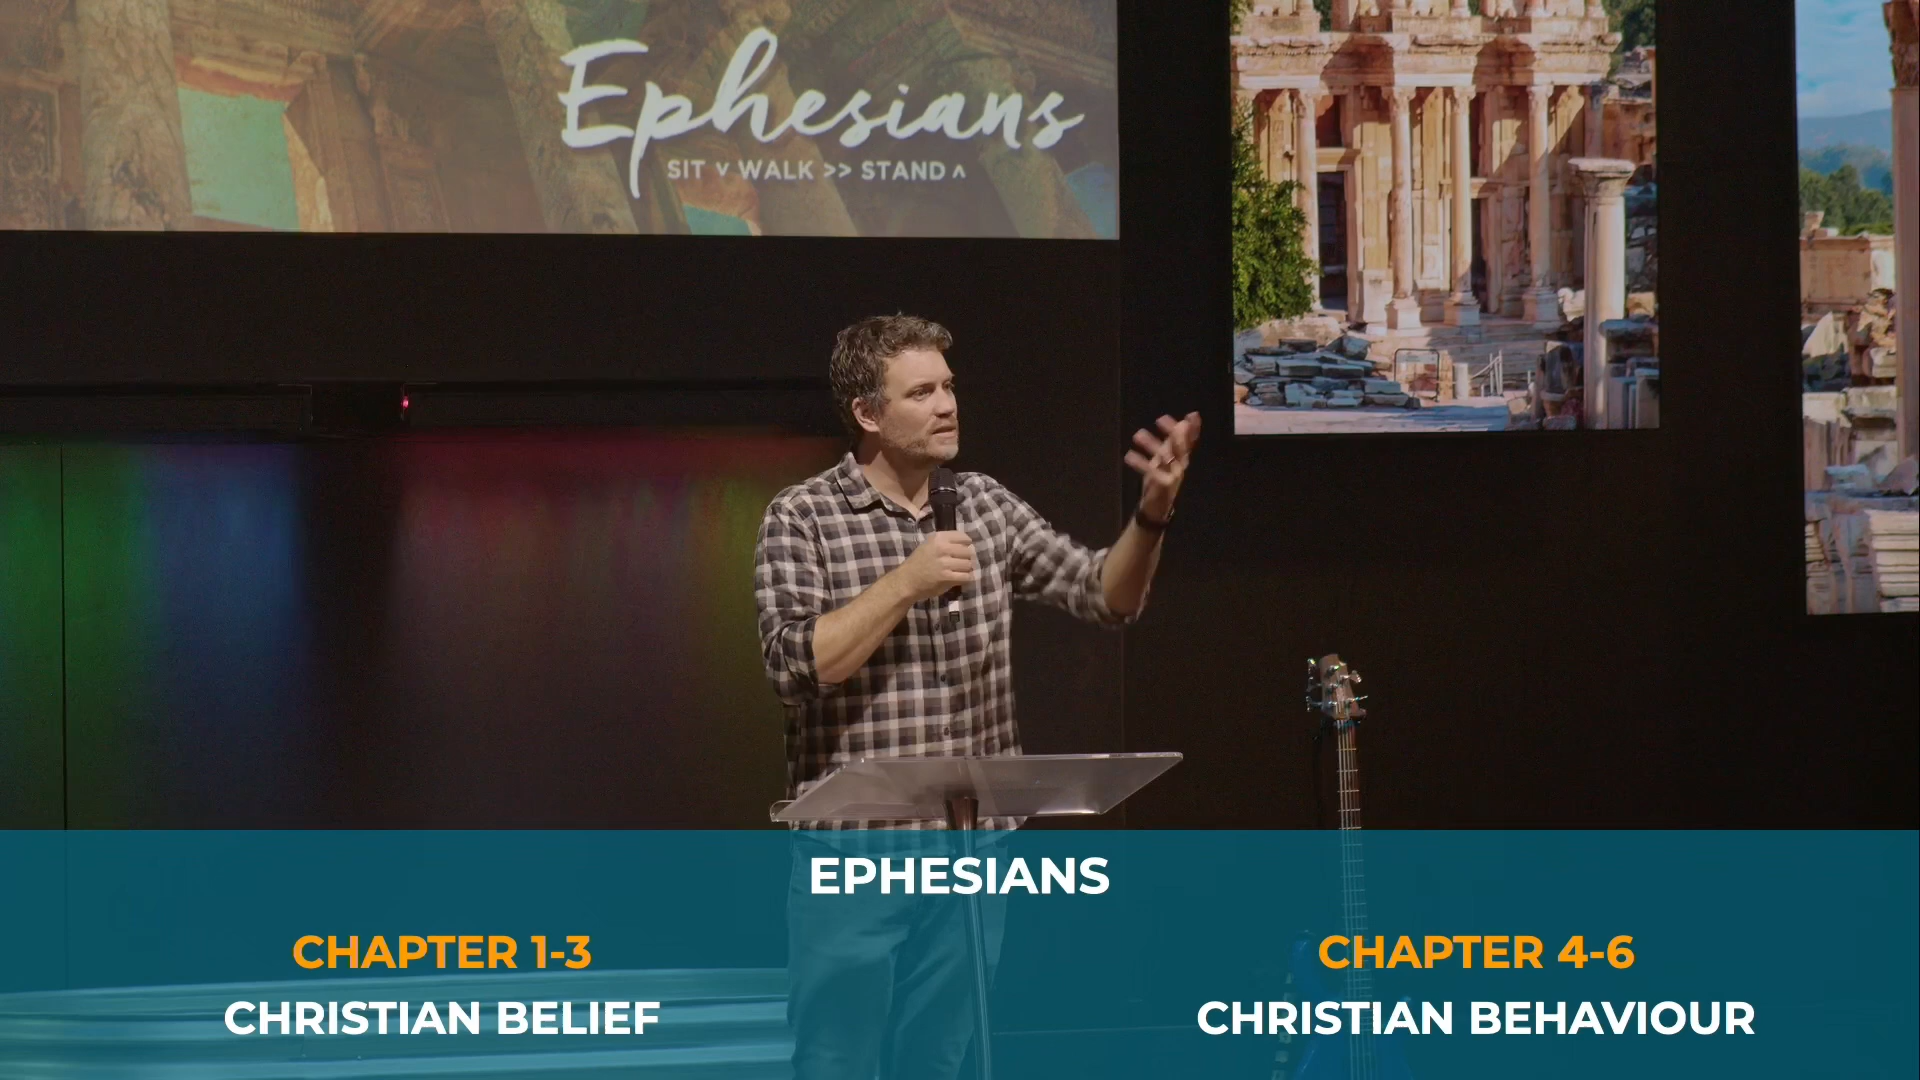 Ephesians
SIT v WALK >> STAND ^
EPHESIANS
CHAPTER 1-3
CHRISTIAN BELIEF
CHAPTER 4-6
CHRISTIAN BEHAVIOUR